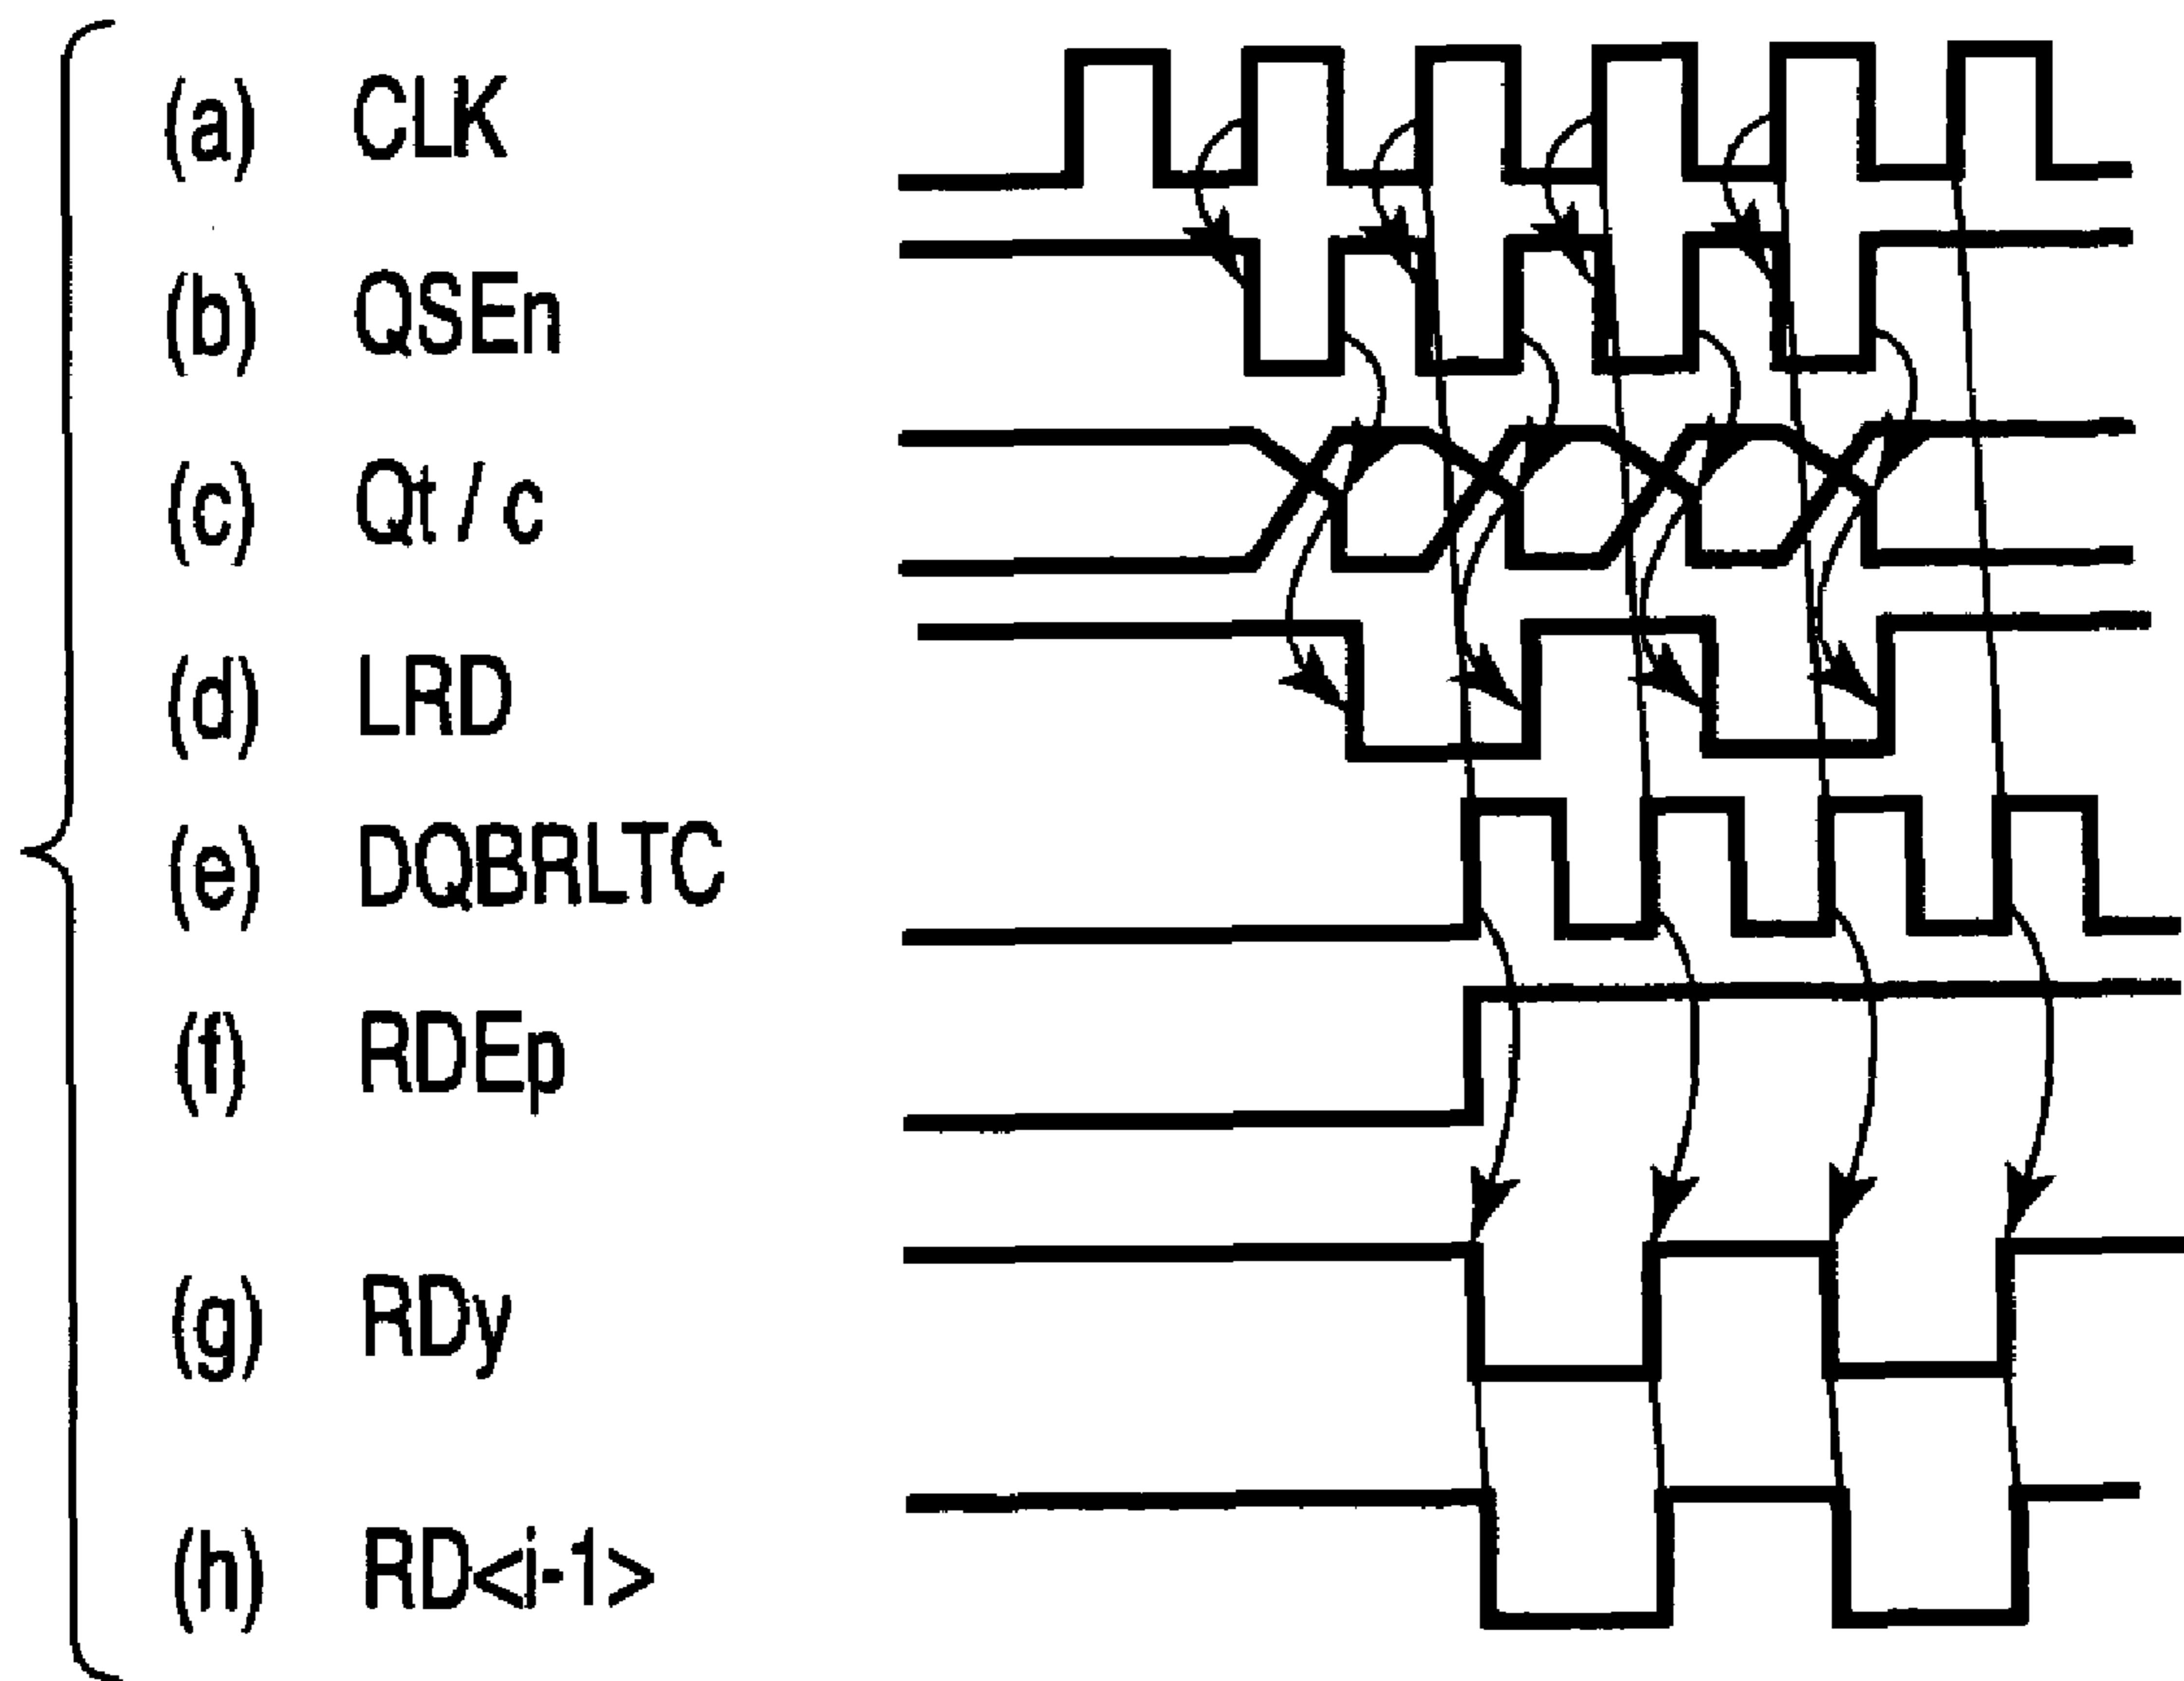 (a) CLK
(b) QSEn
(c) Qt / c
(d) LRD
(e) DQBRLTC
(f) RDEp
(g) RDy
(h) RD<i-1>